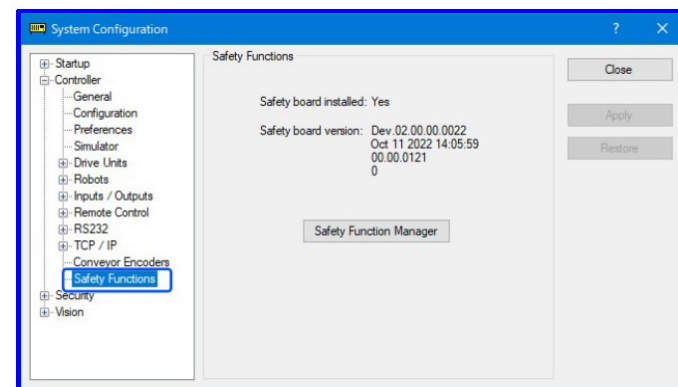 System Configuration
?
Startup
Controller
General
Configuration
Preferences
Simulator
Drive Units
Robots
Inputs / Outputs
Remote Control
RS232
TCP / IP
Conveyor Encoders
Safety Functions
Security
Vision
Safety Functions
Safety board installed: Yes
Safety board version: Dev.02.00.00.0022
Oct 11 2022 14:05:59
00.00.0121
0
Safety Function Manager
Close
Apply
Restore